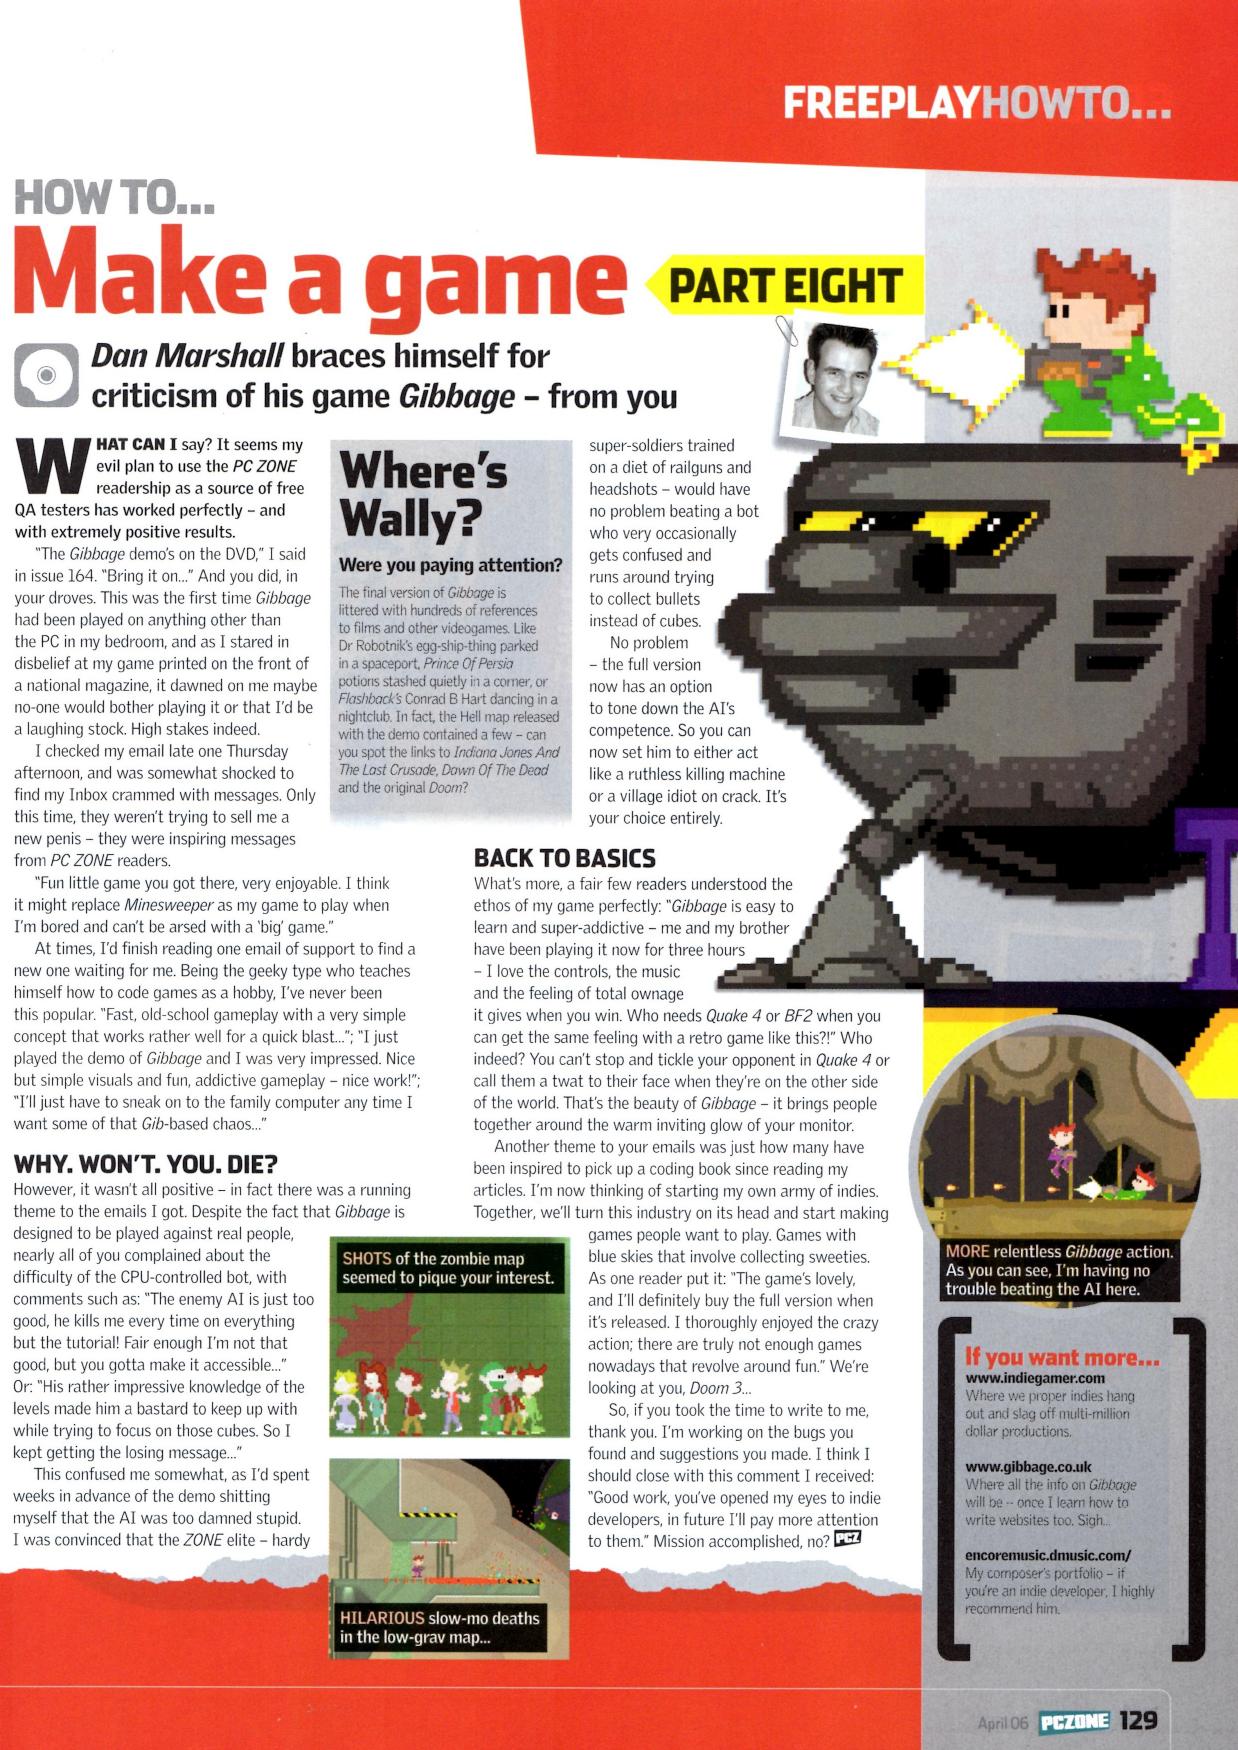 FREEPLAYHOWTO...
HOW TO...
Make a game
PART EIGHT
Dan Marshall braces himself for
criticism of his game Gibbage – from you
WHAT CAN I say? It seems my
evil plan to use the PC ZONE
readership as a source of free
QA testers has worked perfectly – and
with extremely positive results.
"The Gibbage demo's on the DVD," I said
in issue 164. "Bring it on..." And you did, in
your droves. This was the first time Gibbage
had been played on anything other than
the PC in my bedroom, and as I stared in
disbelief at my game printed on the front of
a national magazine, it dawned on me maybe
no-one would bother playing it or that I'd be
a laughing stock. High stakes indeed.
I checked my email late one Thursday
afternoon, and was somewhat shocked to
find my Inbox crammed with messages. Only
this time, they weren't trying to sell me a
new penis – they were inspiring messages
from PC ZONE readers.
"Fun little game you got there, very enjoyable. I think
it might replace Minesweeper as my game to play when
I'm bored and can't be arsed with a 'big' game."
At times, I'd finish reading one email of support to find a
new one waiting for me. Being the geeky type who teaches
himself how to code games as a hobby, I've never been
this popular. "Fast, old-school gameplay with a very simple
concept that works rather well for a quick blast..."; "I just
played the demo of Gibbage and I was very impressed. Nice
but simple visuals and fun, addictive gameplay – nice work!";
"I'll just have to sneak on to the family computer any time I
want some of that Gib-based chaos..."
WHY. WON'T. YOU. DIE?
However, it wasn't all positive – in fact there was a running
theme to the emails I got. Despite the fact that Gibbage is
designed to be played against real people,
nearly all of you complained about the
difficulty of the CPU-controlled bot, with
comments such as: "The enemy AI is just too
good, he kills me every time on everything
but the tutorial! Fair enough I'm not that
good, but you gotta make it accessible..."
Or: "His rather impressive knowledge of the
levels made him a bastard to keep up with
while trying to focus on those cubes. So I
kept getting the losing message..."
This confused me somewhat, as I'd spent
weeks in advance of the demo shitting
myself that the AI was too damned stupid.
I was convinced that the ZONE elite – hardy
super-soldiers trained
on a diet of railguns and
headshots – would have
no problem beating a bot
who very occasionally
gets confused and
runs around trying
to collect bullets
instead of cubes.
No problem
– the full version
now has an option
to tone down the AI's
competence. So you can
now set him to either act
like a ruthless killing machine
or a village idiot on crack. It's
your choice entirely.
BACK TO BASICS
What's more, a fair few readers understood the
ethos of my game perfectly: "Gibbage is easy to
learn and super-addictive – me and my brother
have been playing it now for three hours
– I love the controls, the music
and the feeling of total ownage
it gives when you win. Who needs Quake 4 or BF2 when you
can get the same feeling with a retro game like this?!" Who
indeed? You can't stop and tickle your opponent in Quake 4 or
call them a twat to their face when they're on the other side
of the world. That's the beauty of Gibbage – it brings people
together around the warm inviting glow of your monitor.
Another theme to your emails was just how many have
been inspired to pick up a coding book since reading my
articles. I'm now thinking of starting my own army of indies.
Together, we'll turn this industry on its head and start making
games people want to play. Games with
blue skies that involve collecting sweeties.
As one reader put it: "The game's lovely,
and I'll definitely buy the full version when
it's released. I thoroughly enjoyed the crazy
action; there are truly not enough games
nowadays that revolve around fun." We're
looking at you, Doom 3...
So, if you took the time to write to me,
thank you. I'm working on the bugs you
found and suggestions you made. I think I
should close with this comment I received:
"Good work, you've opened my eyes to indie
developers, in future I'll pay more attention
to them." Mission accomplished, no? PCZ
Where's
Wally?
Were you paying attention?
The final version of Gibbage is
littered with hundreds of references
to films and other videogames. Like
Dr Robotnik's egg-ship-thing parked
in a spaceport, Prince Of Persia
potions stashed quietly in a corner, or
Flashback's Conrad B Hart dancing in a
nightclub. In fact, the Hell map released
with the demo contained a few – can
you spot the links to Indiana Jones And
The Last Crusade, Dawn Of The Dead
and the original Doom?
SHOTS of the zombie map
seemed to pique your interest.
HILARIOUS slow-mo deaths
in the low-grav map...
MORE relentless Gibbage action.
As you can see, I'm having no
trouble beating the AI here.
If you want more...
www.indiegamer.com
Where we proper indies hang
out and slag off multi-million
dollar productions.
www.gibbage.co.uk
Where all the info on Gibbage
will be – once I learn how to
write websites too. Sigh...
encoremusic.dmusic.com/
My composer's portfolio – if
you're an indie developer, I highly
recommend him.
April 06 PCZONE 129